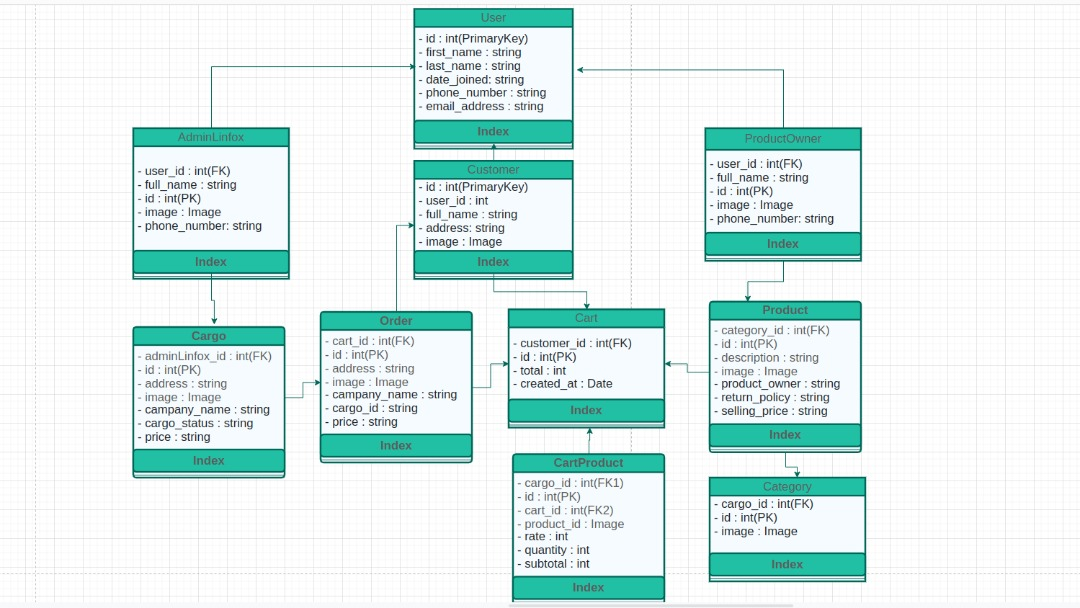 User
- id : int(PrimaryKey)
- first_name : string
- last_name : string
- date_joined: string
- phone_number : string
- email_address : string
Index
AdminLinfox
- user_id : int(FK)
- full_name : string
- id : int(PK)
- image : Image
- phone_number: string
Index
Customer
- id : int(PrimaryKey)
- user_id : int
- full_name : string
- address: string
- image : Image
Index
ProductOwner
- user_id : int(FK)
- full_name : string
- id : int(PK)
- image : Image
- phone_number: string
Index
Cargo
- adminLinfox_id : int(FK)
- id : int(PK)
- address : string
- image : Image
- campany_name : string
- cargo_status : string
- price : string
Index
Order
- cart_id : int(FK)
- id : int(PK)
- address : string
- image : Image
- campany_name : string
- cargo_id : string
- price : string
Index
Cart
- customer_id : int(FK)
- id : int(PK)
- total : int
- created_at : Date
Index
Product
- category_id : int(FK)
- id : int(PK)
- description : string
- image : Image
- product_owner : string
- return_policy : string
- selling_price : string
Index
CartProduct
- cargo_id : int(FK1)
- id : int(PK)
- cart_id : int(FK2)
- product_id : Image
- rate : int
- quantity : int
- subtotal : int
Index
Category
- cargo_id : int(FK)
- id : int(PK)
- image : Image
Index